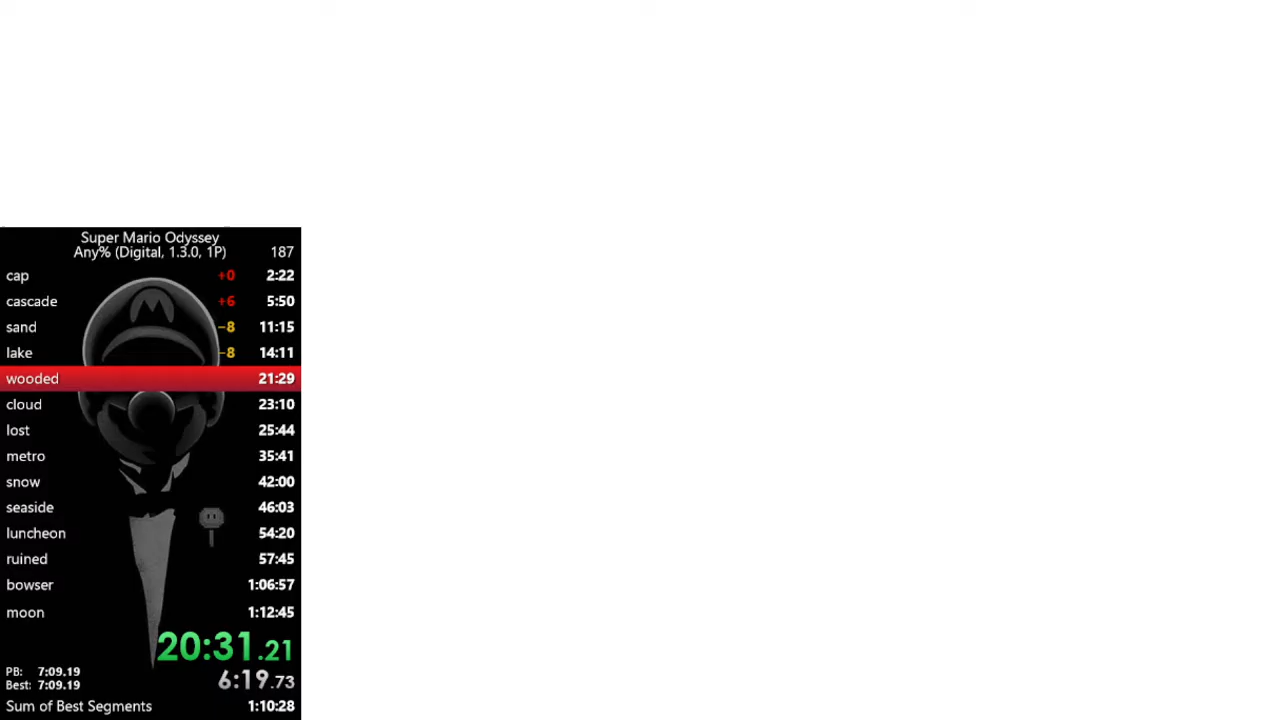 Super Mario Odyssey
Any% (Digital, 1.3.0, 1P) 187
cap +0 2:22
cascade +6 5:50
sand −8 11:15
lake −8 14:11
wooded 21:29
cloud 23:10
lost 25:44
metro 35:41
snow 42:00
seaside 46:03
luncheon 54:20
ruined 57:45
bowser 1:06:57
moon 1:12:45
20:31.21
PB: 7:09.19
Best: 7:09.19
6:19.73
Sum of Best Segments 1:10:28